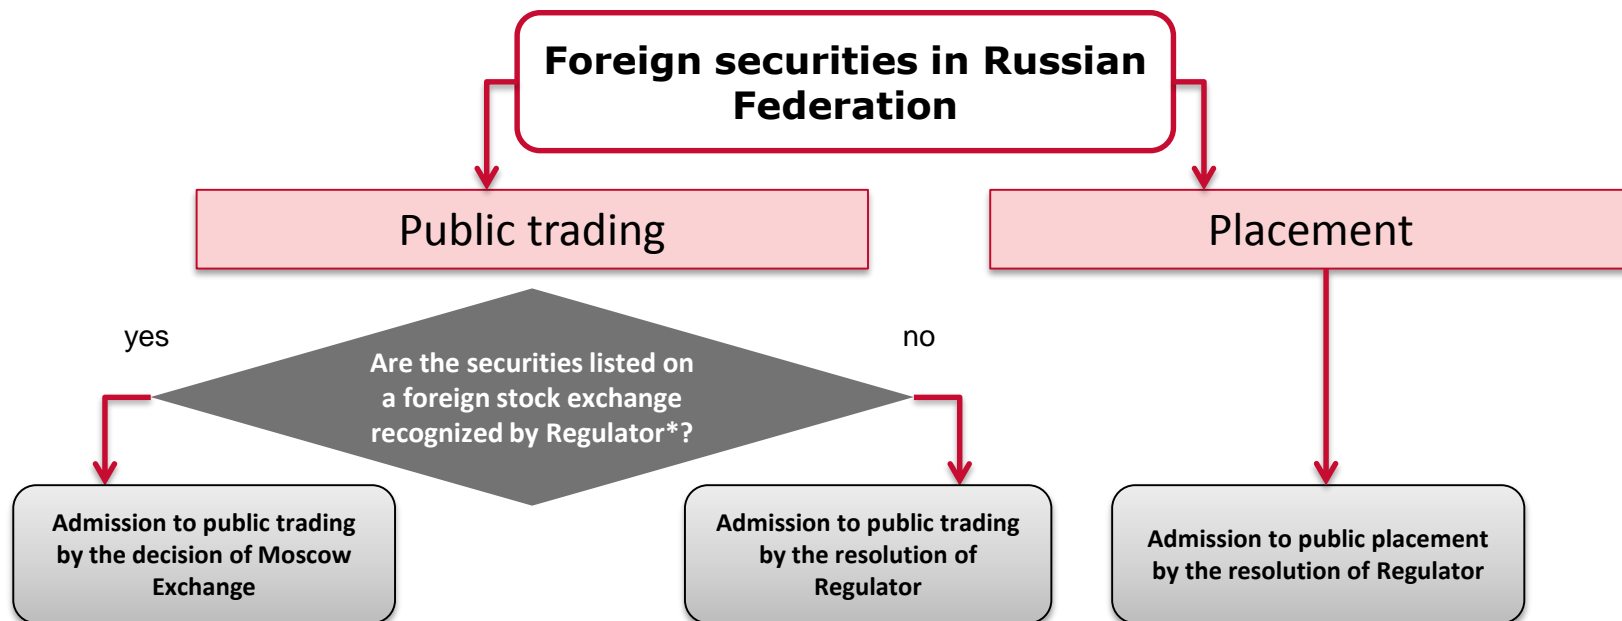 Foreign securities in Russian
Federation
Public trading
Placement
yes
no
Are the securities listed on
a foreign stock exchange
recognized by Regulator*?
Admission to public trading
by the decision of Moscow
Exchange
Admission to public trading
by the resolution of
Regulator
Admission to public placement
by the resolution of Regulator